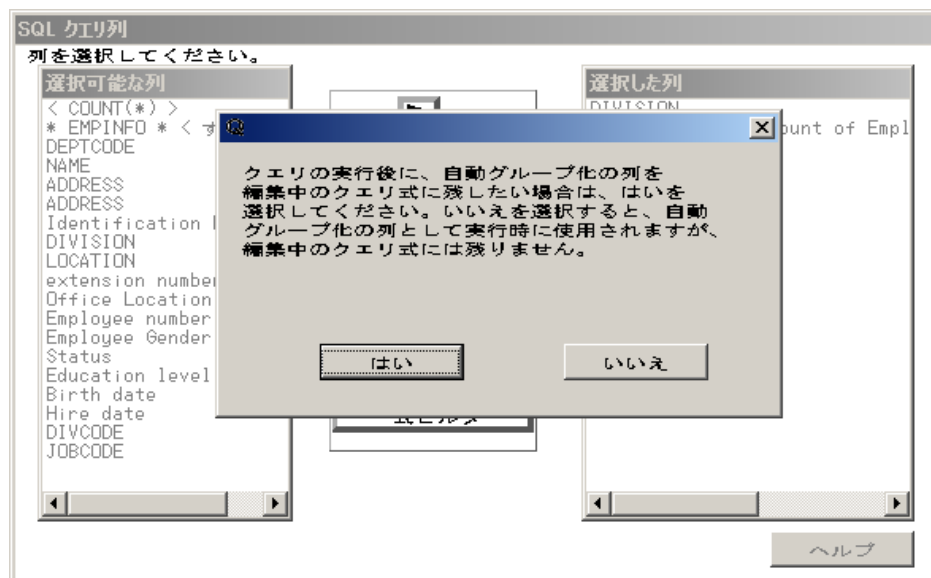 SQL クエリ列
列を選択してください。
選択可能な列
< COUNT(*) >
* EMPINFO * <
DEPTCODE
NAME
ADDRESS
ADDRESS
Identification
DIVISION
LOCATION
extension number
Office Location
Employee number
Employee Gender
Status
Education level
Birth date
Hire date
DIVCODE
JOBCODE
クエリの実行後に、自動グループ化の列を
編集中のクエリ式に残したい場合は、はいを
選択してください。いいえを選択すると、自動
グループ化の列として実行時に使用されますが、
編集中のクエリ式には残りません。
はい
いいえ
選択した列
DIVISION
ount of Empl
ヘルプ